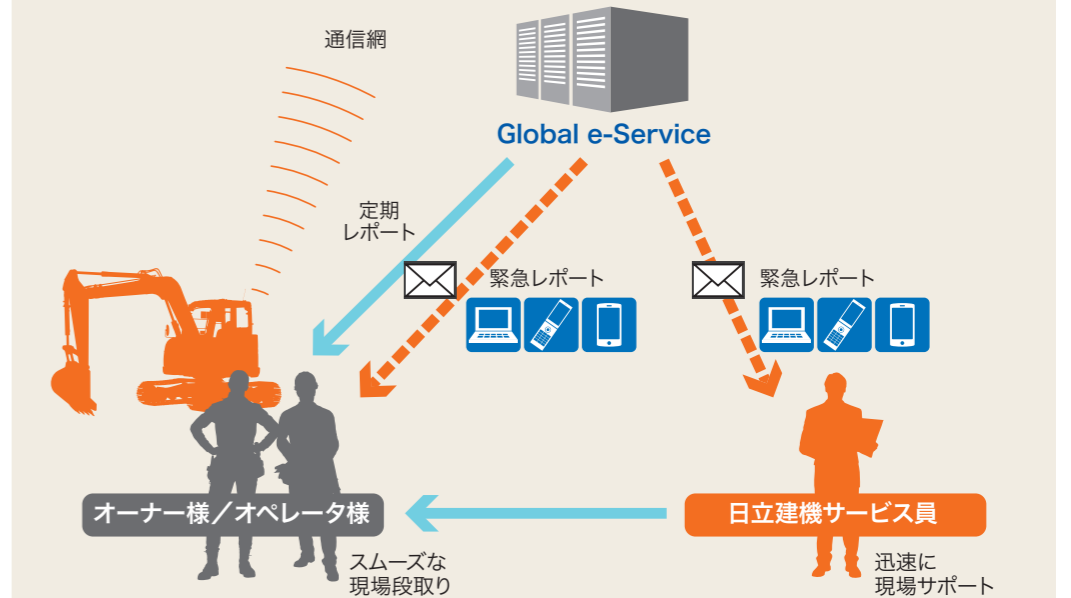 通信網
Global e-Service
定期
レポート
緊急レポート
緊急レポート
オーナー様／オペレータ様
日立建機サービス員
スムーズな
現場段取り
迅速に
現場サポート